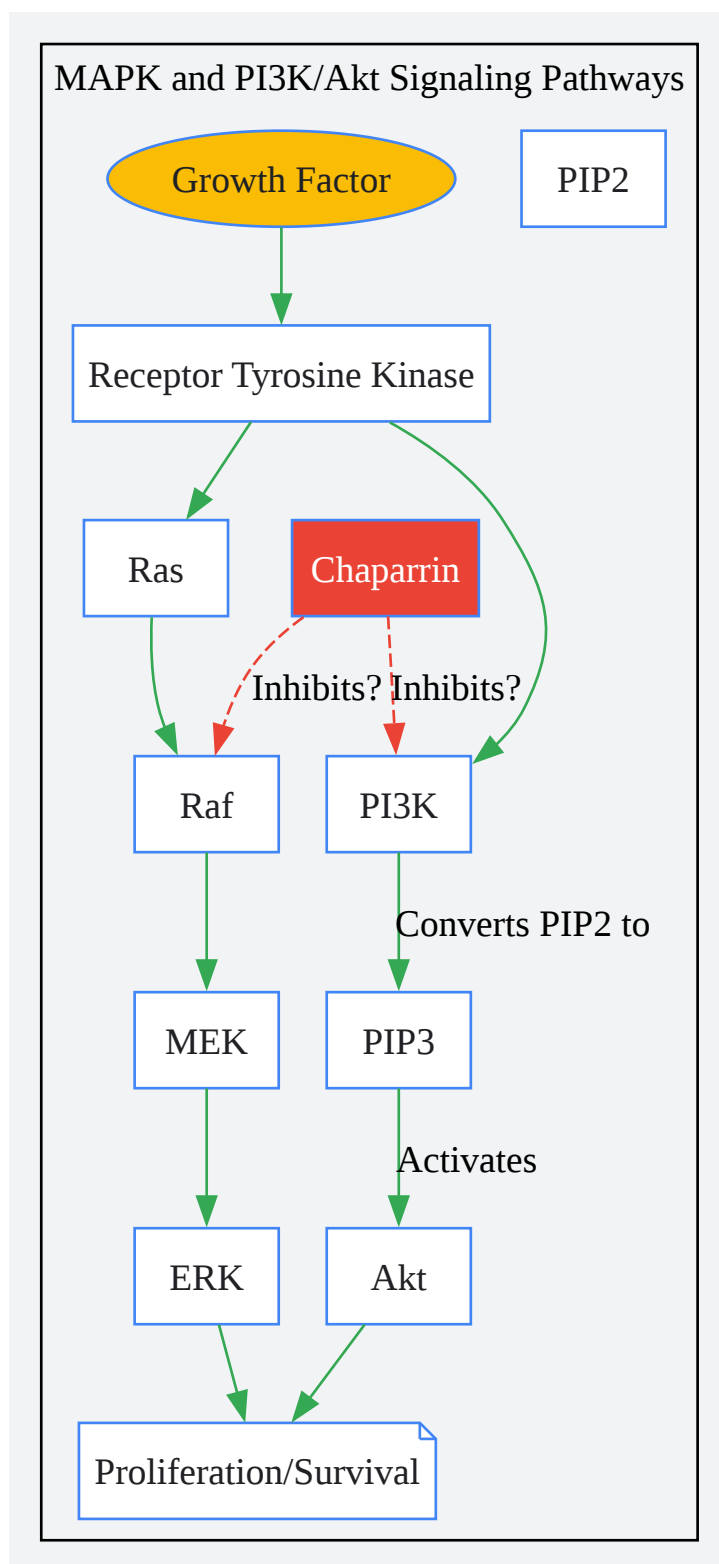 MAPK and PI3K/Akt Signaling Pathways
Growth Factor
PIP2
Receptor Tyrosine Kinase
Ras
Chaparrin
Inhibits?
Inhibits?
Raf
PI3K
Converts PIP2 to
MEK
PIP3
Activates
ERK
Akt
Proliferation/Survival